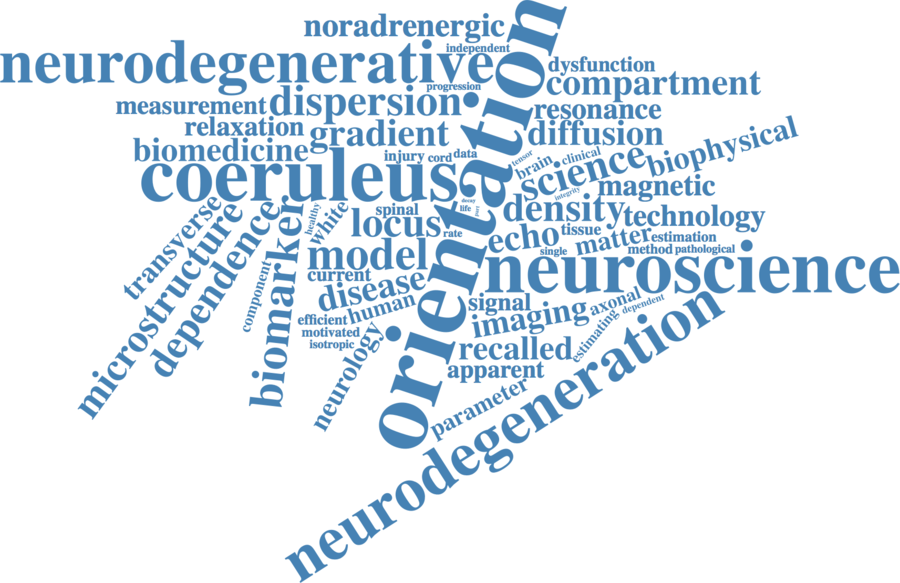 noradrenergic
independent
neurodegenerative
dysfunction
progression
compartment
measurement
dispersion
resonance
relaxation
gradient
diffusion
biomedicine
injury
cord
data
tensor
brain
clinical
science
biophysical
coeruleus
orientation
integrity
magnetic
decay
life
part
density
technology
transverse
microstructure
dependence
component
biomarker
healthy
white
spinal
locus
rate
echo
tissue
matter
estimation
single
method
pathological
model
current
neuroscience
disease
human
signal
imaging
axonal
dependent
estimating
efficient
motivated
isotropic
neurology
recalled
apparent
parameter
neurodegeneration